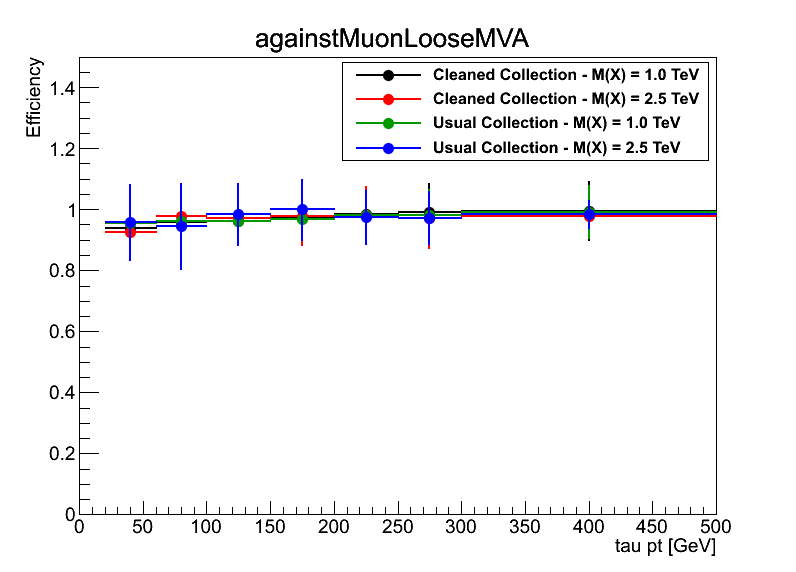 againstMuonLooseMVA
Efficiency
Cleaned Collection - M(X) = 1.0 TeV
Cleaned Collection - M(X) = 2.5 TeV
Usual Collection - M(X) = 1.0 TeV
Usual Collection - M(X) = 2.5 TeV
1.4
1.2
1
0.8
0.6
0.4
0.2
0
0 50 100 150 200 250 300 350 400 450 500
tau pt [GeV]